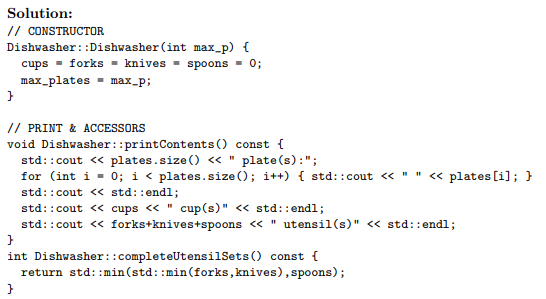 Solution:
// CONSTRUCTOR
Dishwasher::Dishwasher(int max_p) {
  cups = forks = knives = spoons = 0;
  max_plates = max_p;
}

// PRINT & ACCESSORS
void Dishwasher::printContents() const {
  std::cout << plates.size() << " plate(s):";
  for (int i = 0; i < plates.size(); i++) { std::cout << " " << plates[i]; }
  std::cout << std::endl;
  std::cout << cups << " cup(s)" << std::endl;
  std::cout << forks+knives+spoons << " utensil(s)" << std::endl;
}
int Dishwasher::completeUtensilSets() const {
  return std::min(std::min(forks,knives),spoons);
}